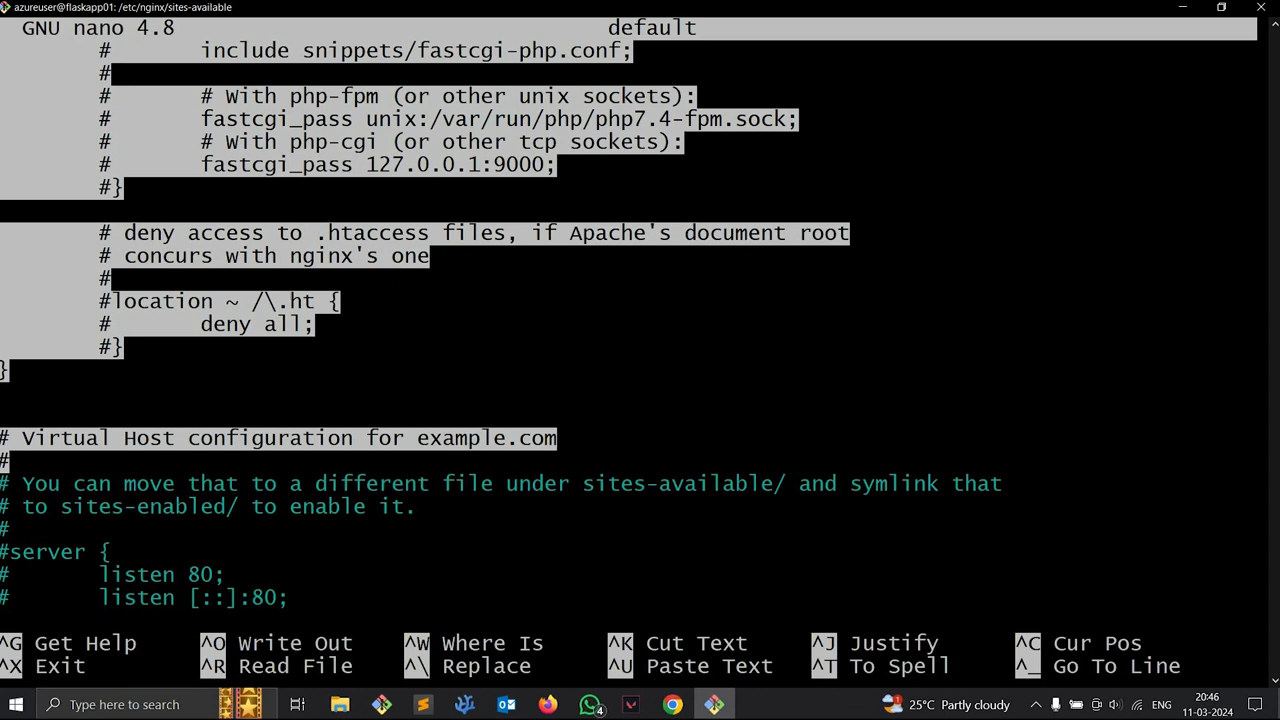 azureuser@flaskapp01: /etc/nginx/sites-available
GNU nano 4.8 default
# include snippets/fastcgi-php.conf;
#
# # With php-fpm (or other unix sockets):
# fastcgi_pass unix:/var/run/php/php7.4-fpm.sock;
# # With php-cgi (or other tcp sockets):
# fastcgi_pass 127.0.0.1:9000;
#}
# deny access to .htaccess files, if Apache's document root
# concurs with nginx's one
#
#location ~ /\.ht {
# deny all;
#}
}
# Virtual Host configuration for example.com
#
# You can move that to a different file under sites-available/ and symlink that
# to sites-enabled/ to enable it.
#
#server {
# listen 80;
# listen [::]:80;
^G Get Help ^O Write Out ^W Where Is ^K Cut Text ^J Justify ^C Cur Pos
^X Exit ^R Read File ^\ Replace ^U Paste Text ^T To Spell ^_ Go To Line
Type here to search 4 25°C Partly cloudy ENG 20:46
11-03-2024